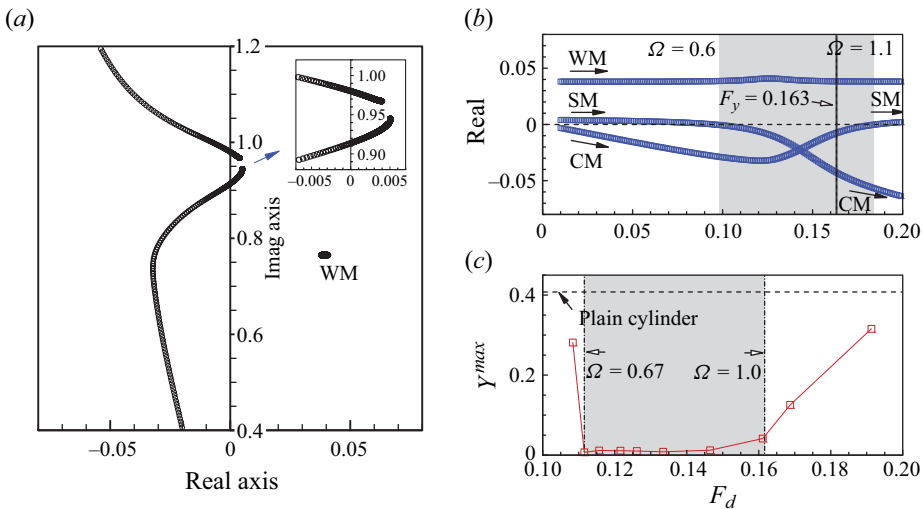 (a)
1.2
1.0
0.8
0.6
0.4
Imag axis
1.00
0.95
0.90
−0.005 0 0.005
WM
−0.05 0 0.05
Real axis
(b)
Ω = 0.6 Ω = 1.1
0.05
0
−0.05
Real
WM
SM
CM
F_y = 0.163
SM
CM
0 0.05 0.10 0.15 0.20
(c)
0.4
0.2
0
Y^max
Plain cylinder
Ω = 0.67 Ω = 1.0
0.10 0.12 0.14 0.16 0.18 0.20
F_d